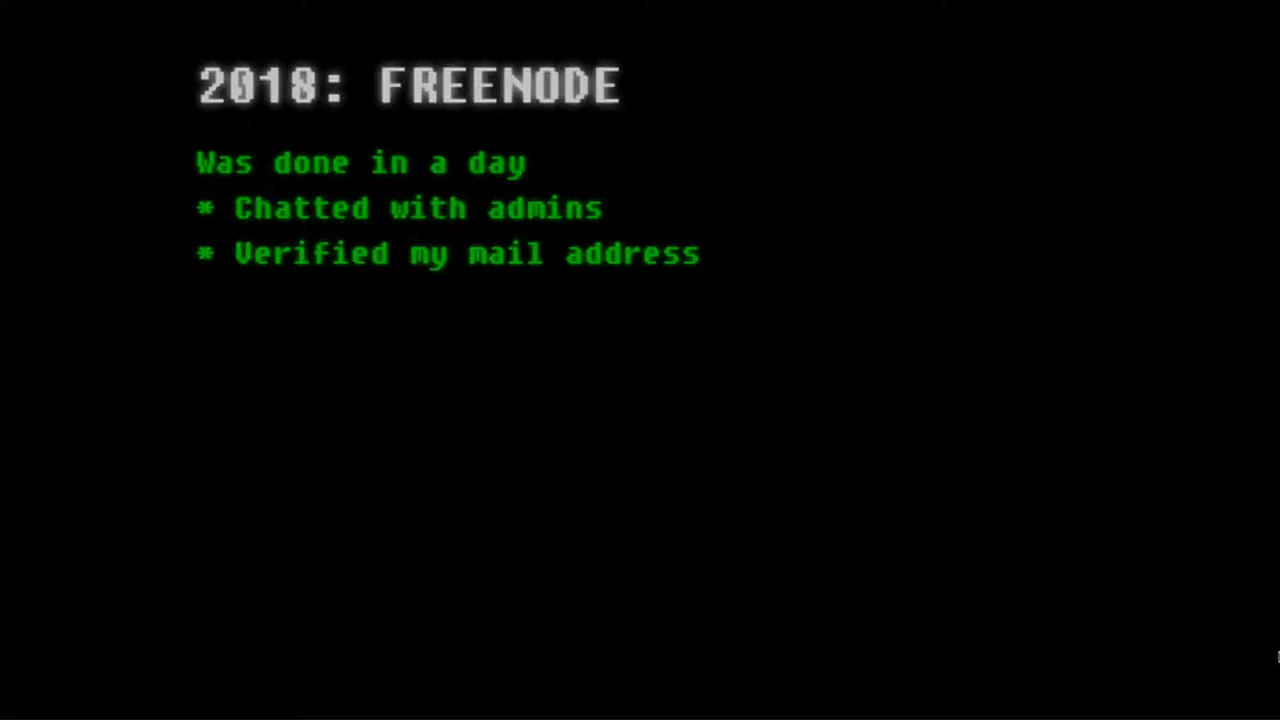 2018: FREENODE
Was done in a day
* Chatted with admins
* Verified my mail address